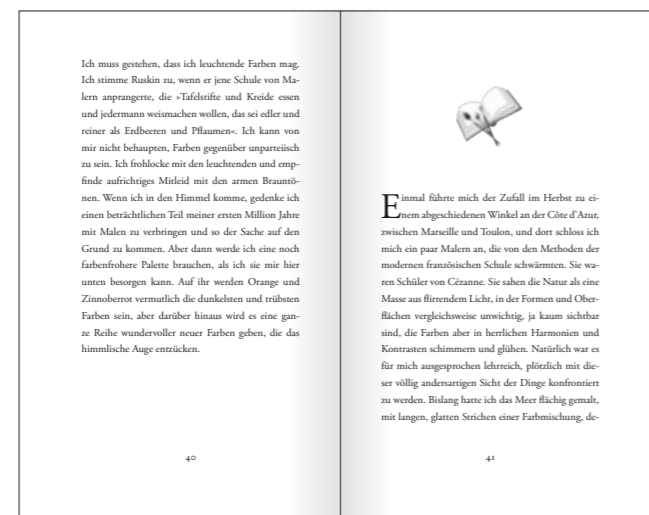 Ich muss gestehen, dass ich leuchtende Farben mag.
Ich stimme Ruskin zu, wenn er jene Schule von Ma-
lern anprangerte, die »Tafelstifte und Kreide essen
und jedermann weismachen wollen, das sei edler und
reiner als Erdbeeren und Pflaumen«. Ich kann von
mir nicht behaupten, Farben gegenüber unparteiisch
zu sein. Ich frohlocke mit den leuchtenden und emp-
finde aufrichtiges Mitleid mit den armen Brauntö-
nen. Wenn ich in den Himmel komme, gedenke ich
einen beträchtlichen Teil meiner ersten Million Jahre
mit Malen zu verbringen und so der Sache auf den
Grund zu kommen. Aber dann werde ich eine noch
farbenfrohere Palette brauchen, als ich sie mir hier
unten besorgen kann. Auf ihr werden Orange und
Zinnoberrot vermutlich die dunkelsten und trübsten
Farben sein, aber darüber hinaus wird es eine gan-
ze Reihe wundervoller neuer Farben geben, die das
himmlische Auge entzücken.
40
Einmal führte mich der Zufall im Herbst zu ei-
nem abgeschiedenen Winkel an der Côte d'Azur,
zwischen Marseille und Toulon, und dort schloss ich
mich ein paar Malern an, die von den Methoden der
modernen französischen Schule schwärmten. Sie wa-
ren Schüler von Cézanne. Sie sahen die Natur als eine
Masse aus flirrendem Licht, in der Formen und Ober-
flächen vergleichsweise unwichtig, ja kaum sichtbar
sind, die Farben aber in herrlichen Harmonien und
Kontrasten schimmern und glühen. Natürlich war es
für mich ausgesprochen lehrreich, plötzlich mit die-
ser völlig andersartigen Sicht der Dinge konfrontiert
zu werden. Bislang hatte ich das Meer flächig gemalt,
mit langen, glatten Strichen einer Farbmischung, de-
41